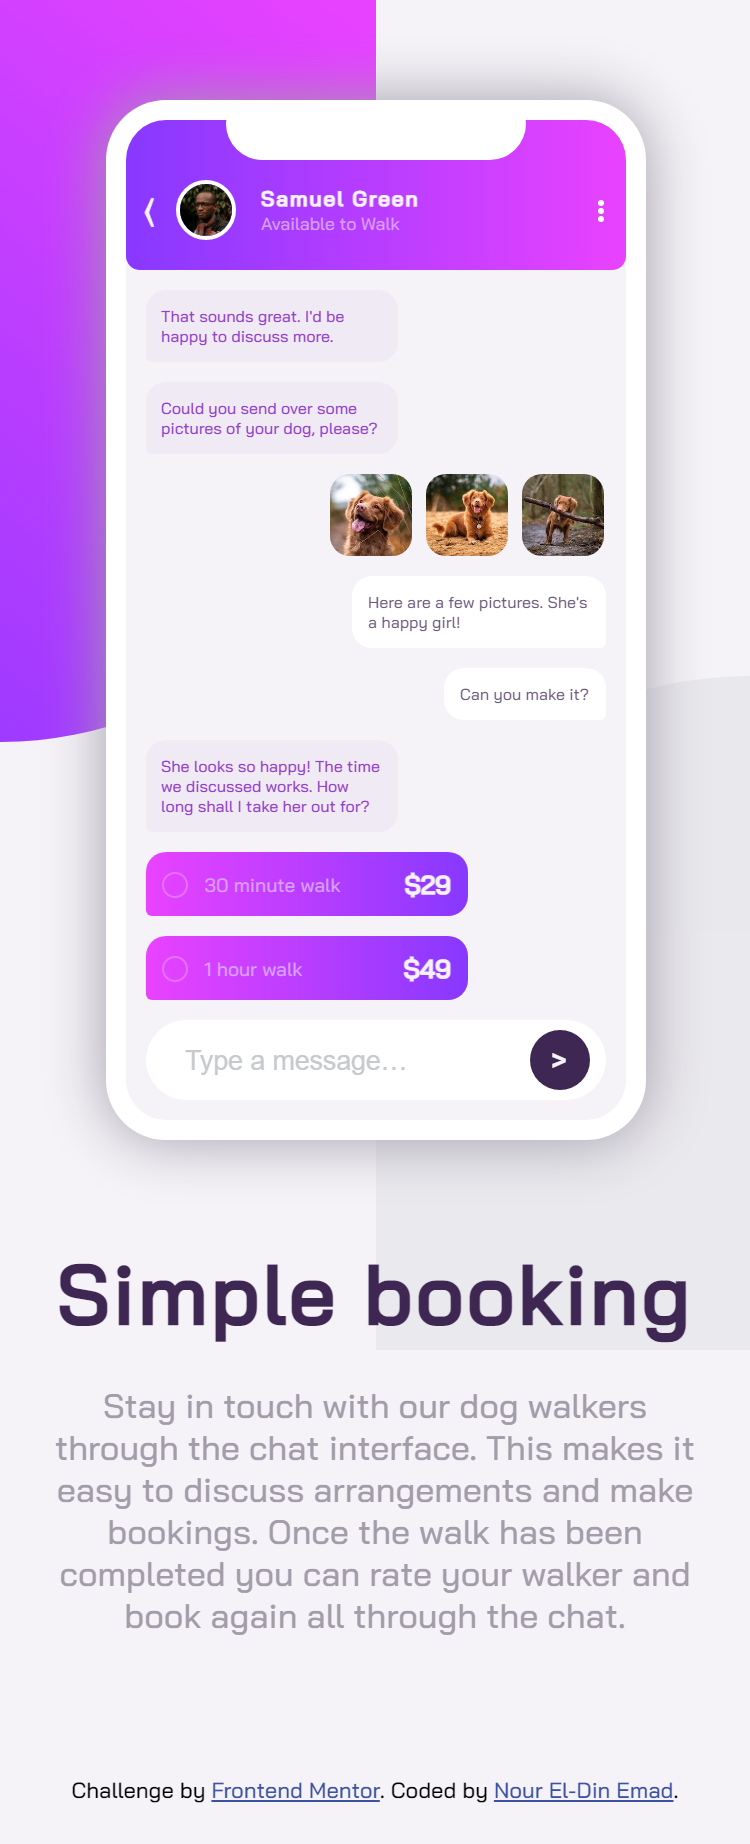 Samuel Green
Available to Walk
That sounds great. I'd be
happy to discuss more.
Could you send over some
pictures of your dog, please?
Here are a few pictures. She's
a happy girl!
Can you make it?
She looks so happy! The time
we discussed works. How
long shall I take her out for?
30 minute walk $29
1 hour walk $49
Type a message... >
Simple booking
Stay in touch with our dog walkers
through the chat interface. This makes it
easy to discuss arrangements and make
bookings. Once the walk has been
completed you can rate your walker and
book again all through the chat.
Challenge by Frontend Mentor. Coded by Nour El-Din Emad.